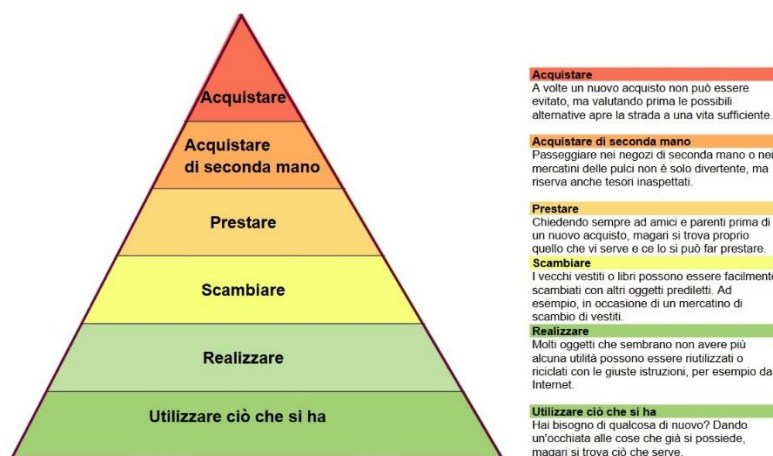 Acquistare
Acquistare
di seconda mano
Prestare
Scambiare
Realizzare
Utilizzare ciò che si ha
Acquistare
A volte un nuovo acquisto non può essere
evitato, ma valutando prima le possibili
alternative apre la strada a una vita sufficiente.
Acquistare di seconda mano
Passeggiare nei negozi di seconda mano o nei
mercatini delle pulci non è solo divertente, ma
riserva anche tesori inaspettati.
Prestare
Chiedendo sempre ad amici e parenti prima di
un nuovo acquisto, magari si trova proprio
quello che vi serve e ce lo si può far prestare.
Scambiare
I vecchi vestiti o libri possono essere facilmente
scambiati con altri oggetti prediletti. Ad
esempio, in occasione di un mercatino di
scambio di vestiti.
Realizzare
Molti oggetti che sembrano non avere più
alcuna utilità possono essere riutilizzati o
riciclati con le giuste istruzioni, per esempio da
Internet.
Utilizzare ciò che si ha
Hai bisogno di qualcosa di nuovo? Dando
un'occhiata alle cose che già si possiede,
magari si trova ciò che serve.